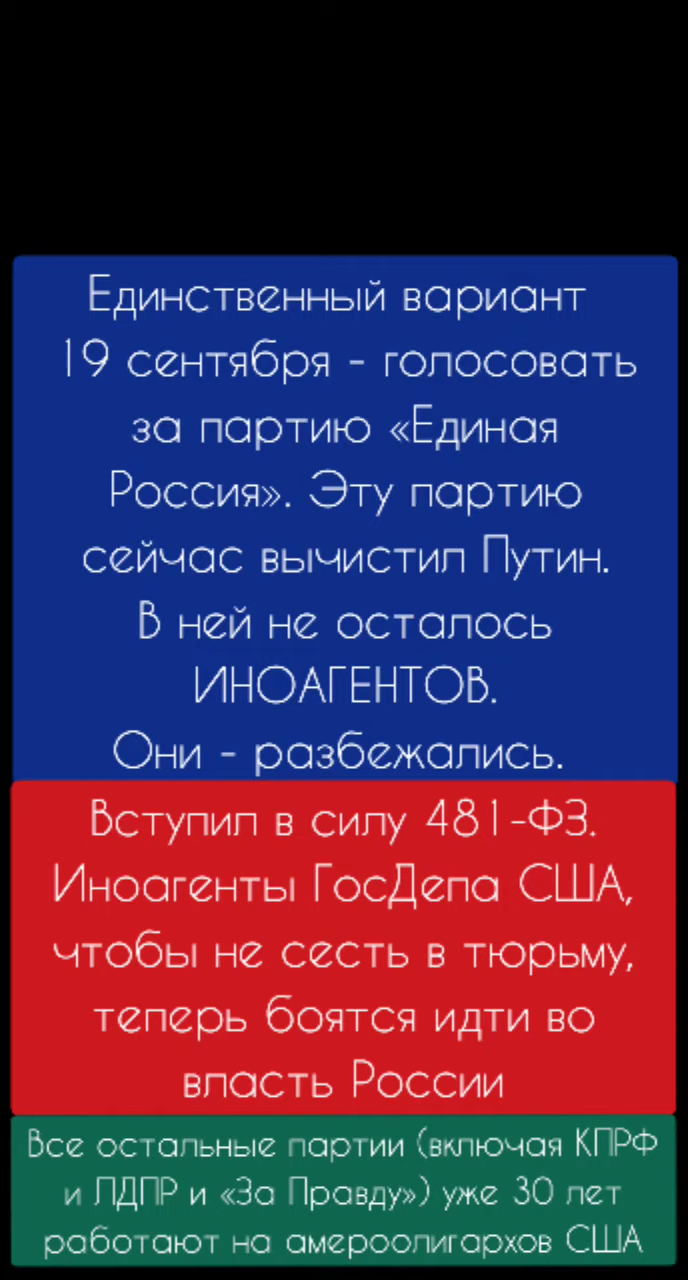 Единственный вариант
19 сентября - голосовать
за партию «Единая
Россия». Эту партию
сейчас вычистил Путин.
В ней не осталось
ИНОАГЕНТОВ.
Они - разбежались.
Вступил в силу 481-ФЗ.
Иноагенты ГосДепа США,
чтобы не сесть в тюрьму,
теперь боятся идти во
власть России
Все остальные партии (включая КПРФ
и ЛДПР и «За Правду») уже 30 лет
работают на амероолигархов США